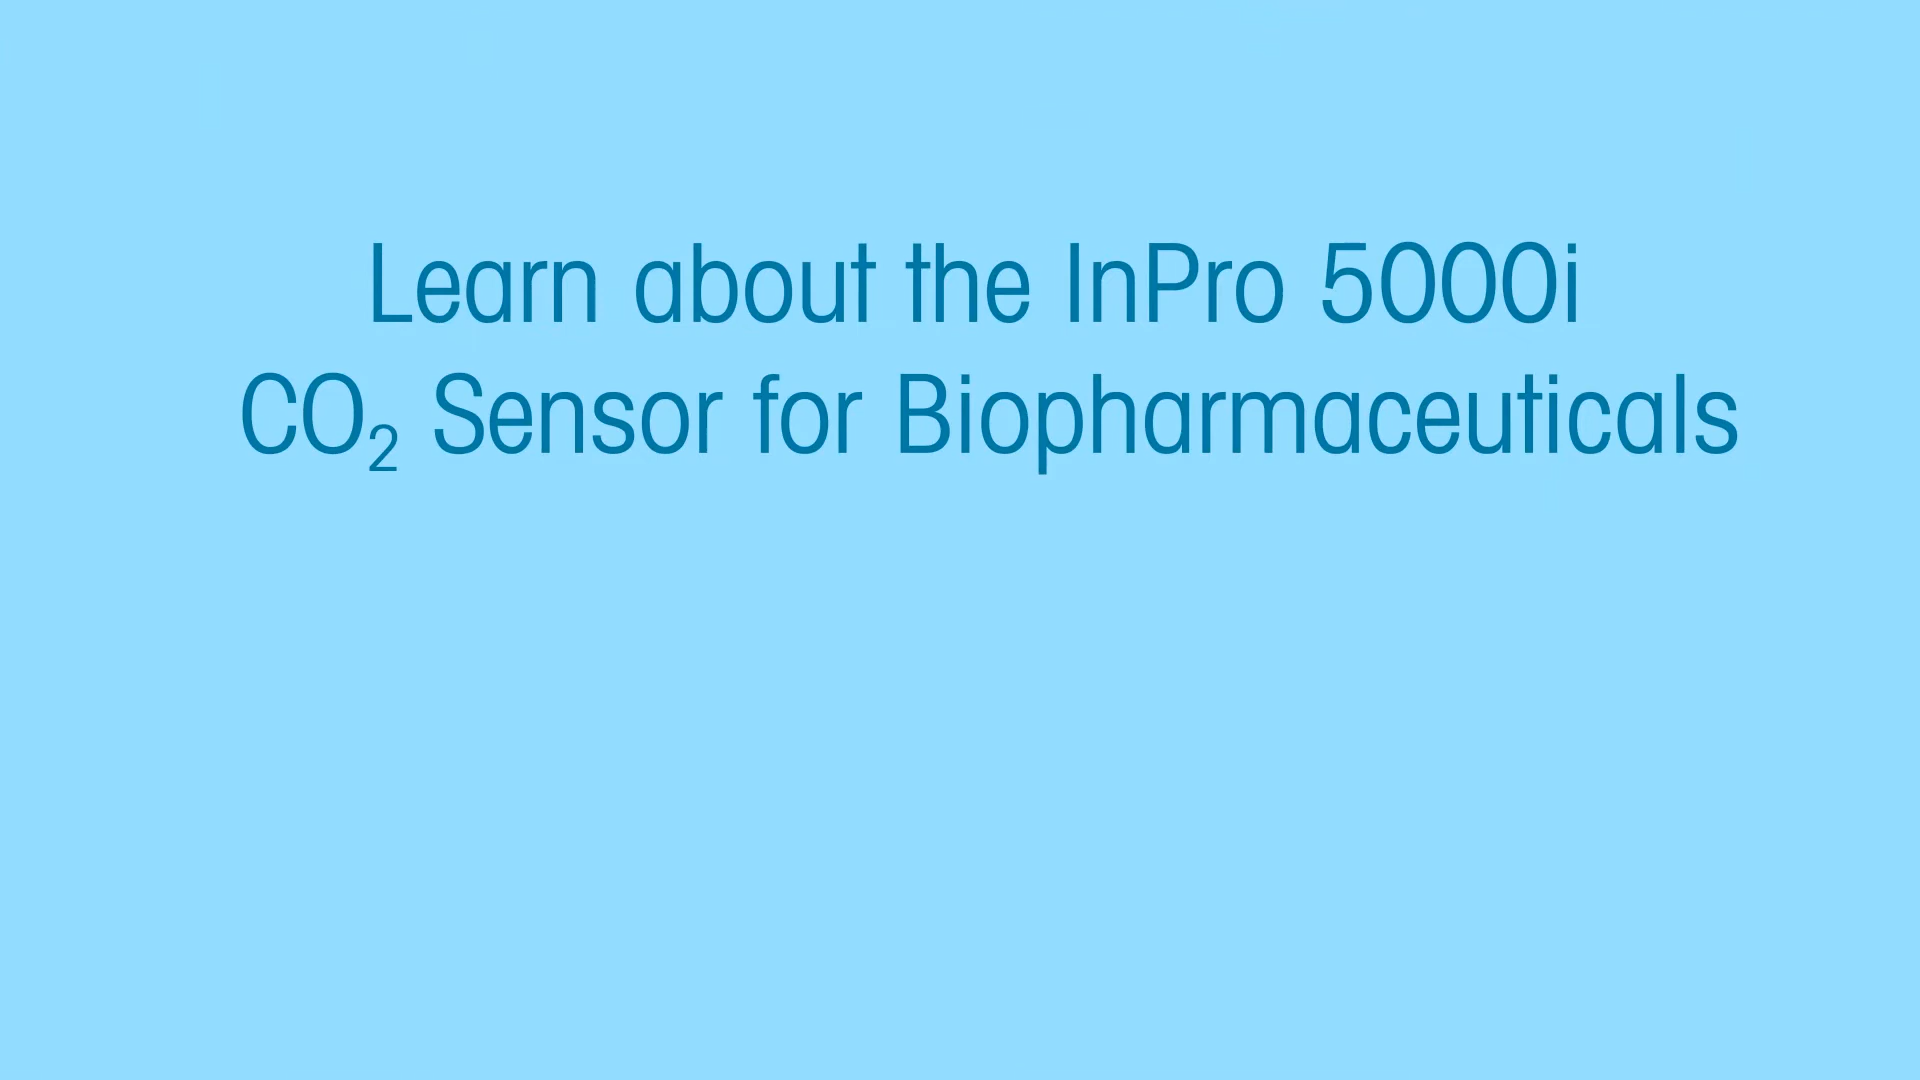 Learn about the InPro 5000i
CO₂ Sensor for Biopharmaceuticals